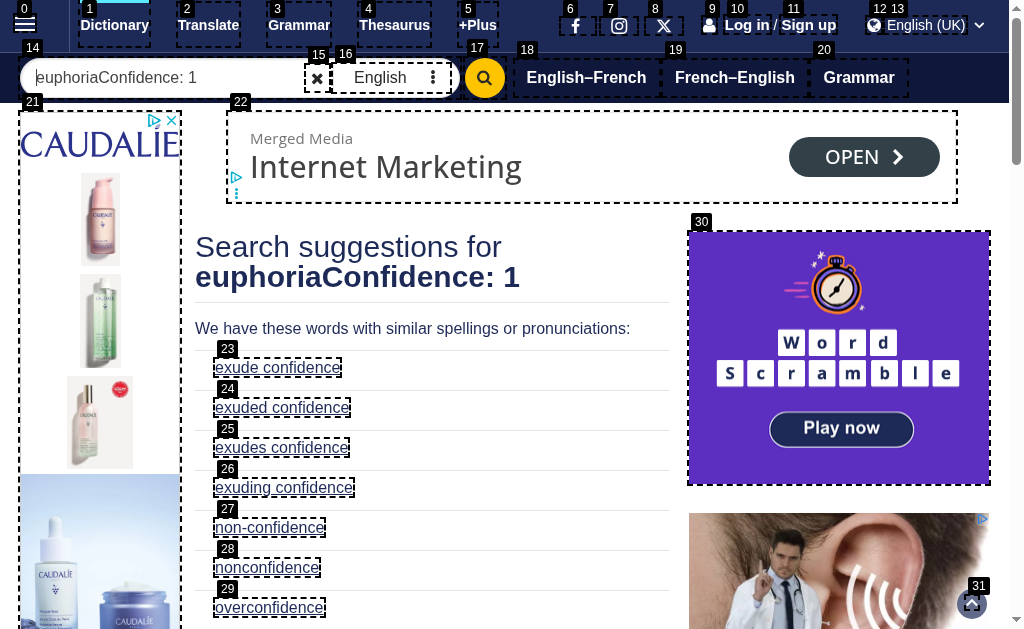 0 1 2 3 4 5 6 7 8 9 10 11 12 13
Dictionary Translate Grammar Thesaurus +Plus Log in / Sign up English (UK)
14 15 16 17 18 19 20
euphoriaConfidence: 1 English English–French French–English Grammar
21 22
CAUDALÍE
Merged Media
Internet Marketing
OPEN
30
Search suggestions for
euphoriaConfidence: 1
We have these words with similar spellings or pronunciations:
23
exude confidence
24
exuded confidence
25
exudes confidence
26
exuding confidence
27
non-confidence
28
nonconfidence
29
overconfidence
Word
Scramble
Play now
31
CAUDALÍE
CAUDALÍE